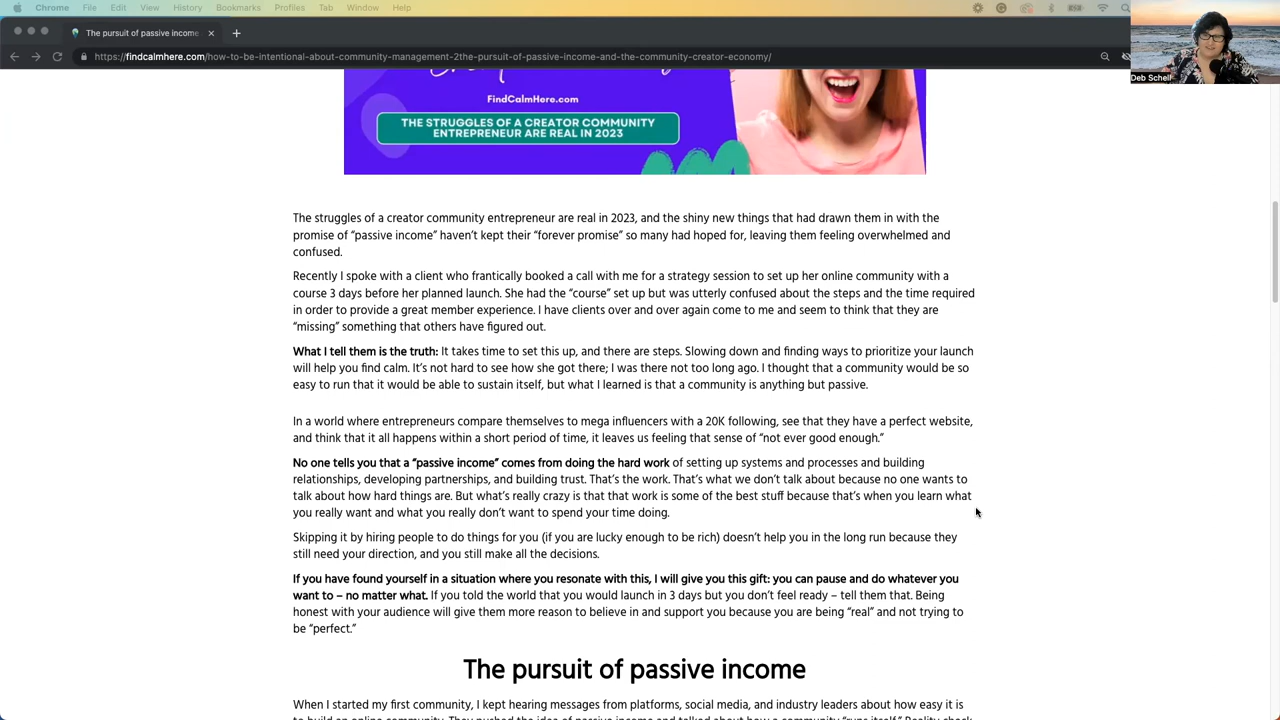 Chrome File Edit View History Bookmarks Profiles Tab Window Help
The pursuit of passive income
https://findcalmhere.com/how-to-be-intentional-about-community-management-2the-pursuit-of-passive-income-and-the-community-creator-economy/
Deb Schell
FindCalmHere.com
THE STRUGGLES OF A CREATOR COMMUNITY
ENTREPRENEUR ARE REAL IN 2023
The struggles of a creator community entrepreneur are real in 2023, and the shiny new things that had drawn them in with the
promise of “passive income” haven’t kept their “forever promise” so many had hoped for, leaving them feeling overwhelmed and
confused.
Recently I spoke with a client who frantically booked a call with me for a strategy session to set up her online community with a
course 3 days before her planned launch. She had the “course” set up but was utterly confused about the steps and the time required
in order to provide a great member experience. I have clients over and over again come to me and seem to think that they are
“missing” something that others have figured out.
What I tell them is the truth: It takes time to set this up, and there are steps. Slowing down and finding ways to prioritize your launch
will help you find calm. It’s not hard to see how she got there; I was there not too long ago. I thought that a community would be so
easy to run that it would be able to sustain itself, but what I learned is that a community is anything but passive.
In a world where entrepreneurs compare themselves to mega influencers with a 20K following, see that they have a perfect website,
and think that it all happens within a short period of time, it leaves us feeling that sense of “not ever good enough.”
No one tells you that a “passive income” comes from doing the hard work of setting up systems and processes and building
relationships, developing partnerships, and building trust. That’s the work. That’s what we don’t talk about because no one wants to
talk about how hard things are. But what’s really crazy is that that work is some of the best stuff because that’s when you learn what
you really want and what you really don’t want to spend your time doing.
Skipping it by hiring people to do things for you (if you are lucky enough to be rich) doesn’t help you in the long run because they
still need your direction, and you still make all the decisions.
If you have found yourself in a situation where you resonate with this, I will give you this gift: you can pause and do whatever you
want to – no matter what. If you told the world that you would launch in 3 days but you don’t feel ready – tell them that. Being
honest with your audience will give them more reason to believe in and support you because you are being “real” and not trying to
be “perfect.”
The pursuit of passive income
When I started my first community, I kept hearing messages from platforms, social media, and industry leaders about how easy it is